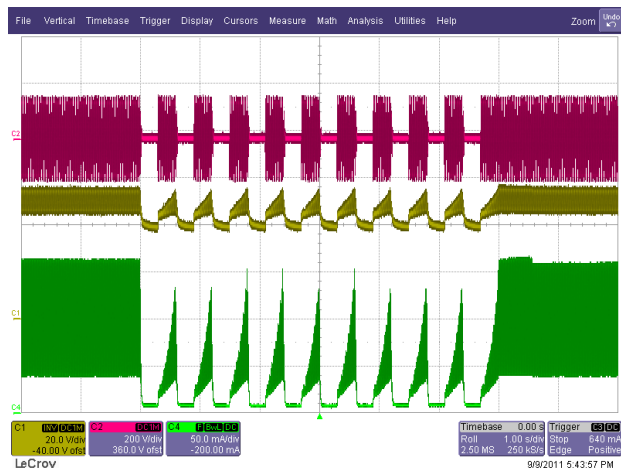 File Vertical Timebase Trigger Display Cursors Measure Math Analysis Utilities Help Zoom Undo
C2
C1
C4
C1 INV DC1M C2 DC1M C4 F BwL DC Timebase 0.00 s Trigger C3 DC
20.0 V/div 200 V/div 50.0 mA/div Roll 1.00 s/div Stop 640 mA
-40.00 V ofst 360.0 V ofst -200.00 mA 2.50 MS 250 kS/s Edge Positive
LeCroy 9/9/2011 5:43:57 PM